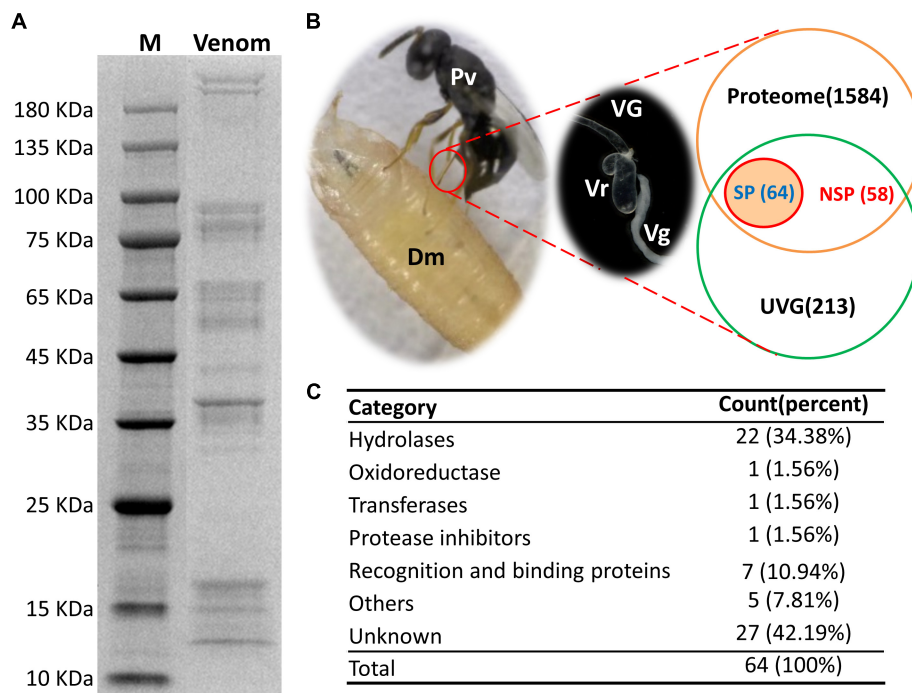 A
M Venom
180 KDa
135 KDa
100 KDa
75 KDa
65 KDa
45 KDa
35 KDa
25 KDa
15 KDa
10 KDa
B
Pv
Dm
VG
Vr
Vg
Proteome(1584)
SP (64) NSP (58)
UVG(213)
C
Category Count(percent)
Hydrolases 22 (34.38%)
Oxidoreductase 1 (1.56%)
Transferases 1 (1.56%)
Protease inhibitors 1 (1.56%)
Recognition and binding proteins 7 (10.94%)
Others 5 (7.81%)
Unknown 27 (42.19%)
Total 64 (100%)